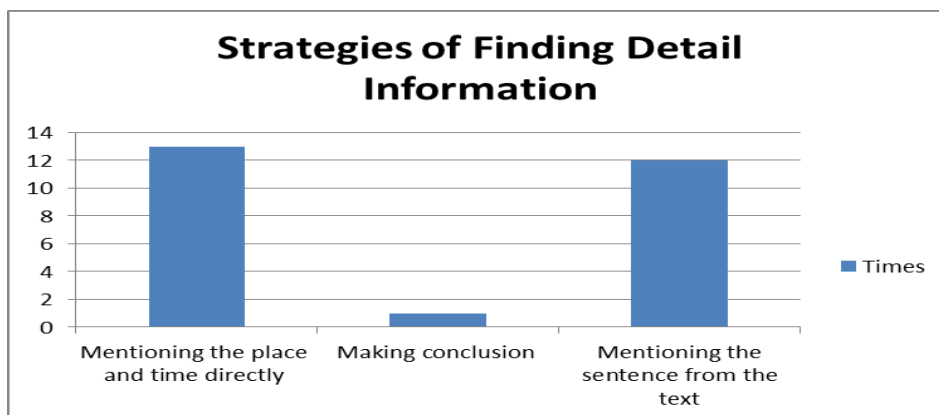 Strategies of Finding Detail
Information
14
12
10
8
6
4
2
0
Mentioning the place
and time directly
Making conclusion
Mentioning the
sentence from the
text
Times